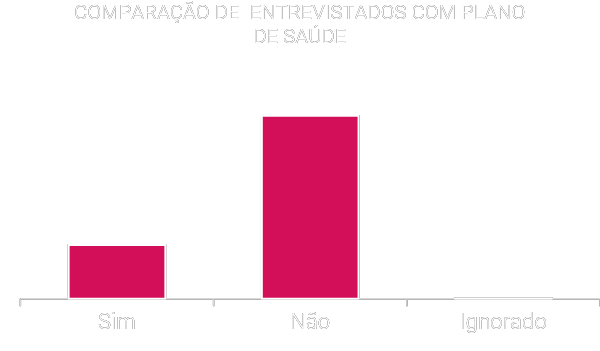 COMPARAÇÃO DE ENTREVISTADOS COM PLANO
DE SAÚDE
Sim Não Ignorado